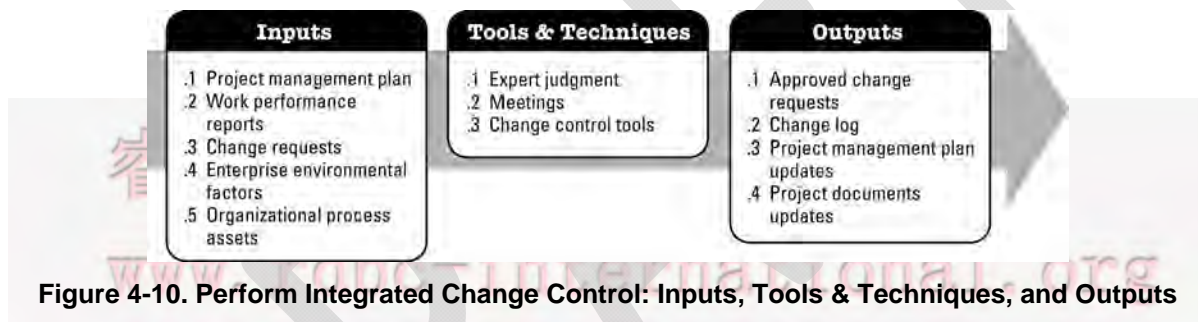 Inputs
.1 Project management plan
.2 Work performance
reports
.3 Change requests
.4 Enterprise environmental
factors
.5 Organizational process
assets
Tools & Techniques
.1 Expert judgment
.2 Meetings
.3 Change control tools
Outputs
.1 Approved change
requests
.2 Change log
.3 Project management plan
updates
.4 Project documents
updates
Figure 4-10. Perform Integrated Change Control: Inputs, Tools & Techniques, and Outputs